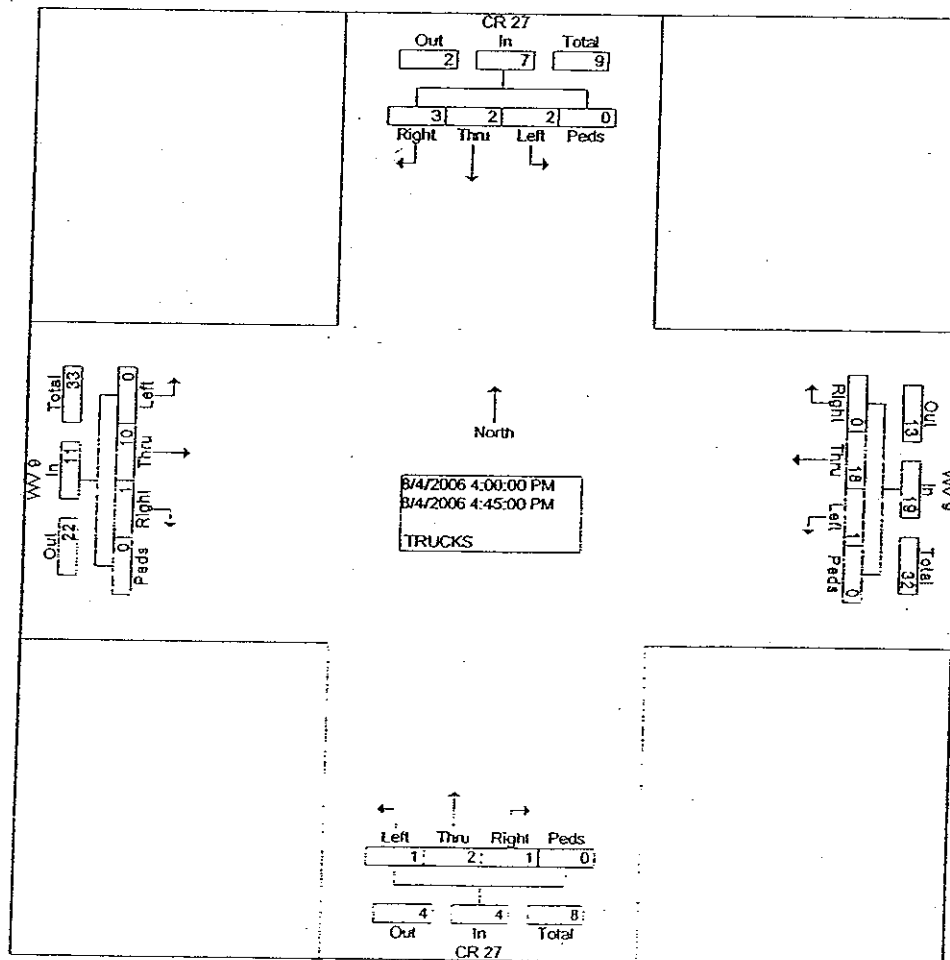 CR 27
Out In Total
2 7 9
3 2 2 0
Right Thru Left Peds
WV 9
Total In Out
33 11 22
0 10 1 0
Left Thru Right Peds
North
8/4/2006 4:00:00 PM
8/4/2006 4:45:00 PM
TRUCKS
Right Thru Left Peds
0 18 1 0
Out In Total
13 19 32
WV 9
Left Thru Right Peds
1 2 1 0
4 4 8
Out In Total
CR 27